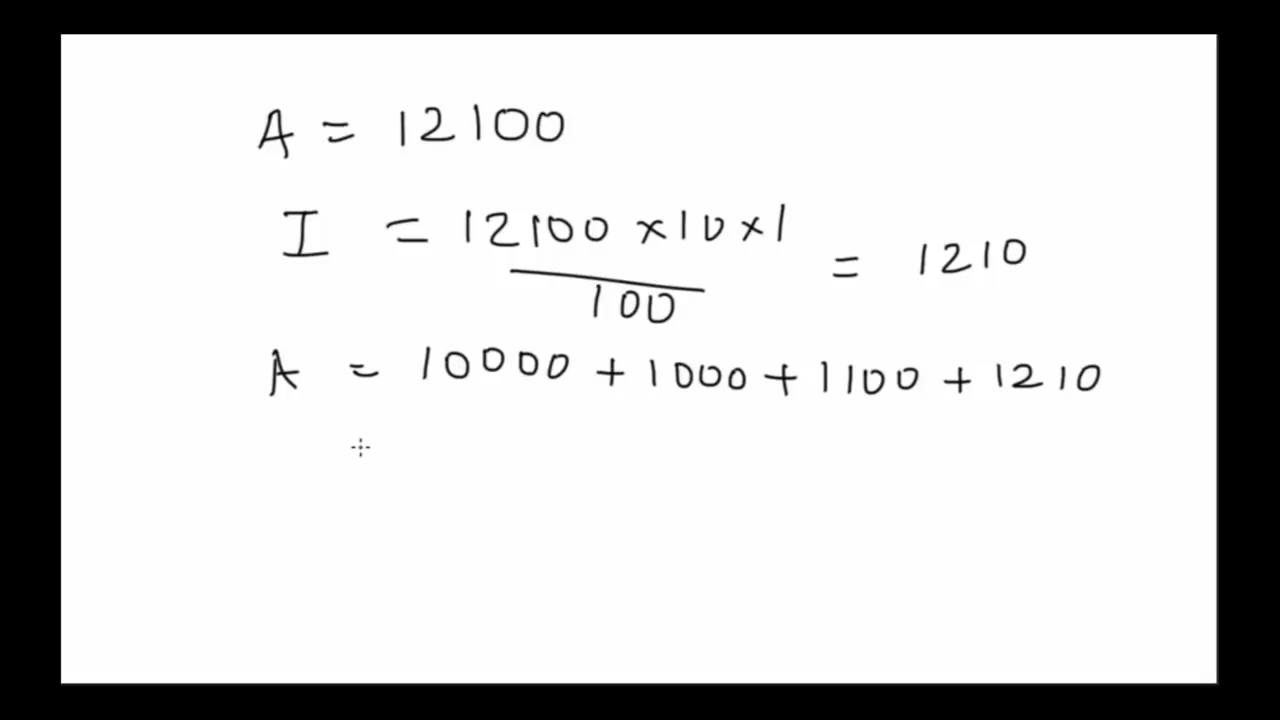 A = 12100
I = 12100 x 10 x 1 / 100 = 1210
A = 10000 + 1000 + 1100 + 1210